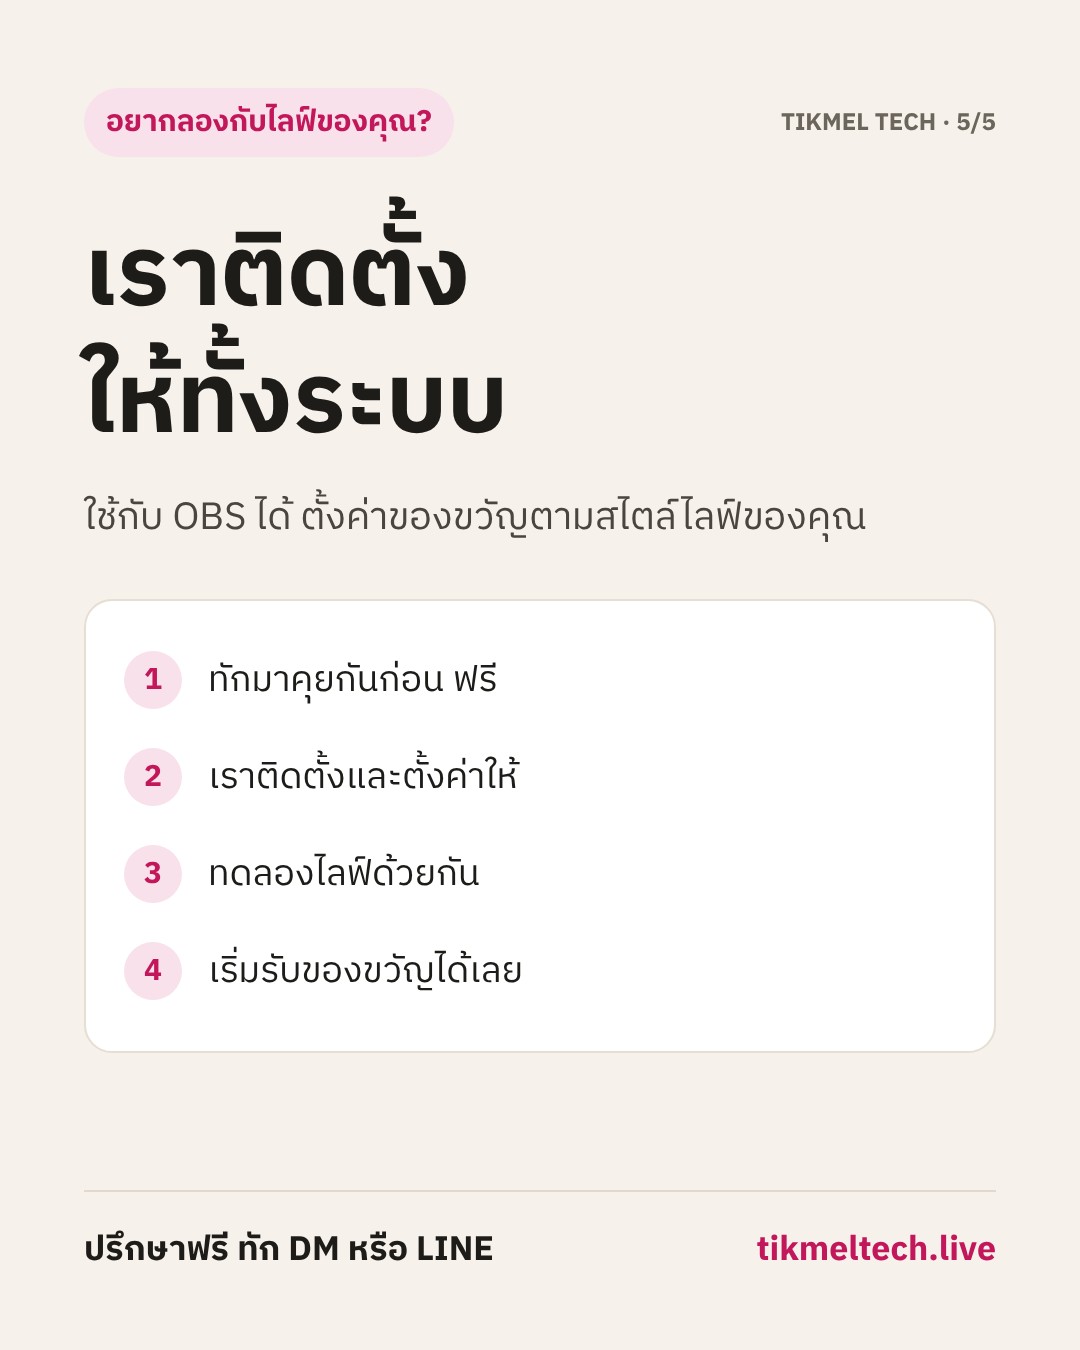 อยากลองกับไลฟ์ของคุณ?
TIKMEL TECH · 5/5
เราติดตั้ง
ให้ทั้งระบบ
ใช้กับ OBS ได้ ตั้งค่าของขวัญตามสไตล์ไลฟ์ของคุณ
1 ทักมาคุยกันก่อน ฟรี
2 เราติดตั้งและตั้งค่าให้
3 ทดลองไลฟ์ด้วยกัน
4 เริ่มรับของขวัญได้เลย
ปรึกษาฟรี ทัก DM หรือ LINE
tikmeltech.live